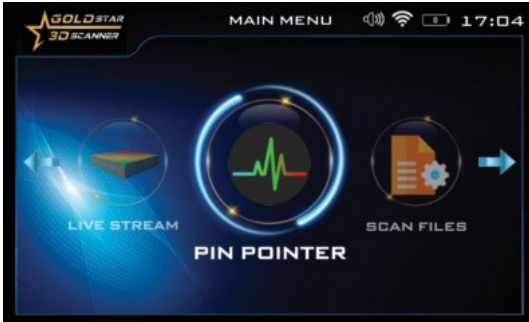 GOLD STAR
3D SCANNER
MAIN MENU
17:04
LIVE STREAM
PIN POINTER
SCAN FILES